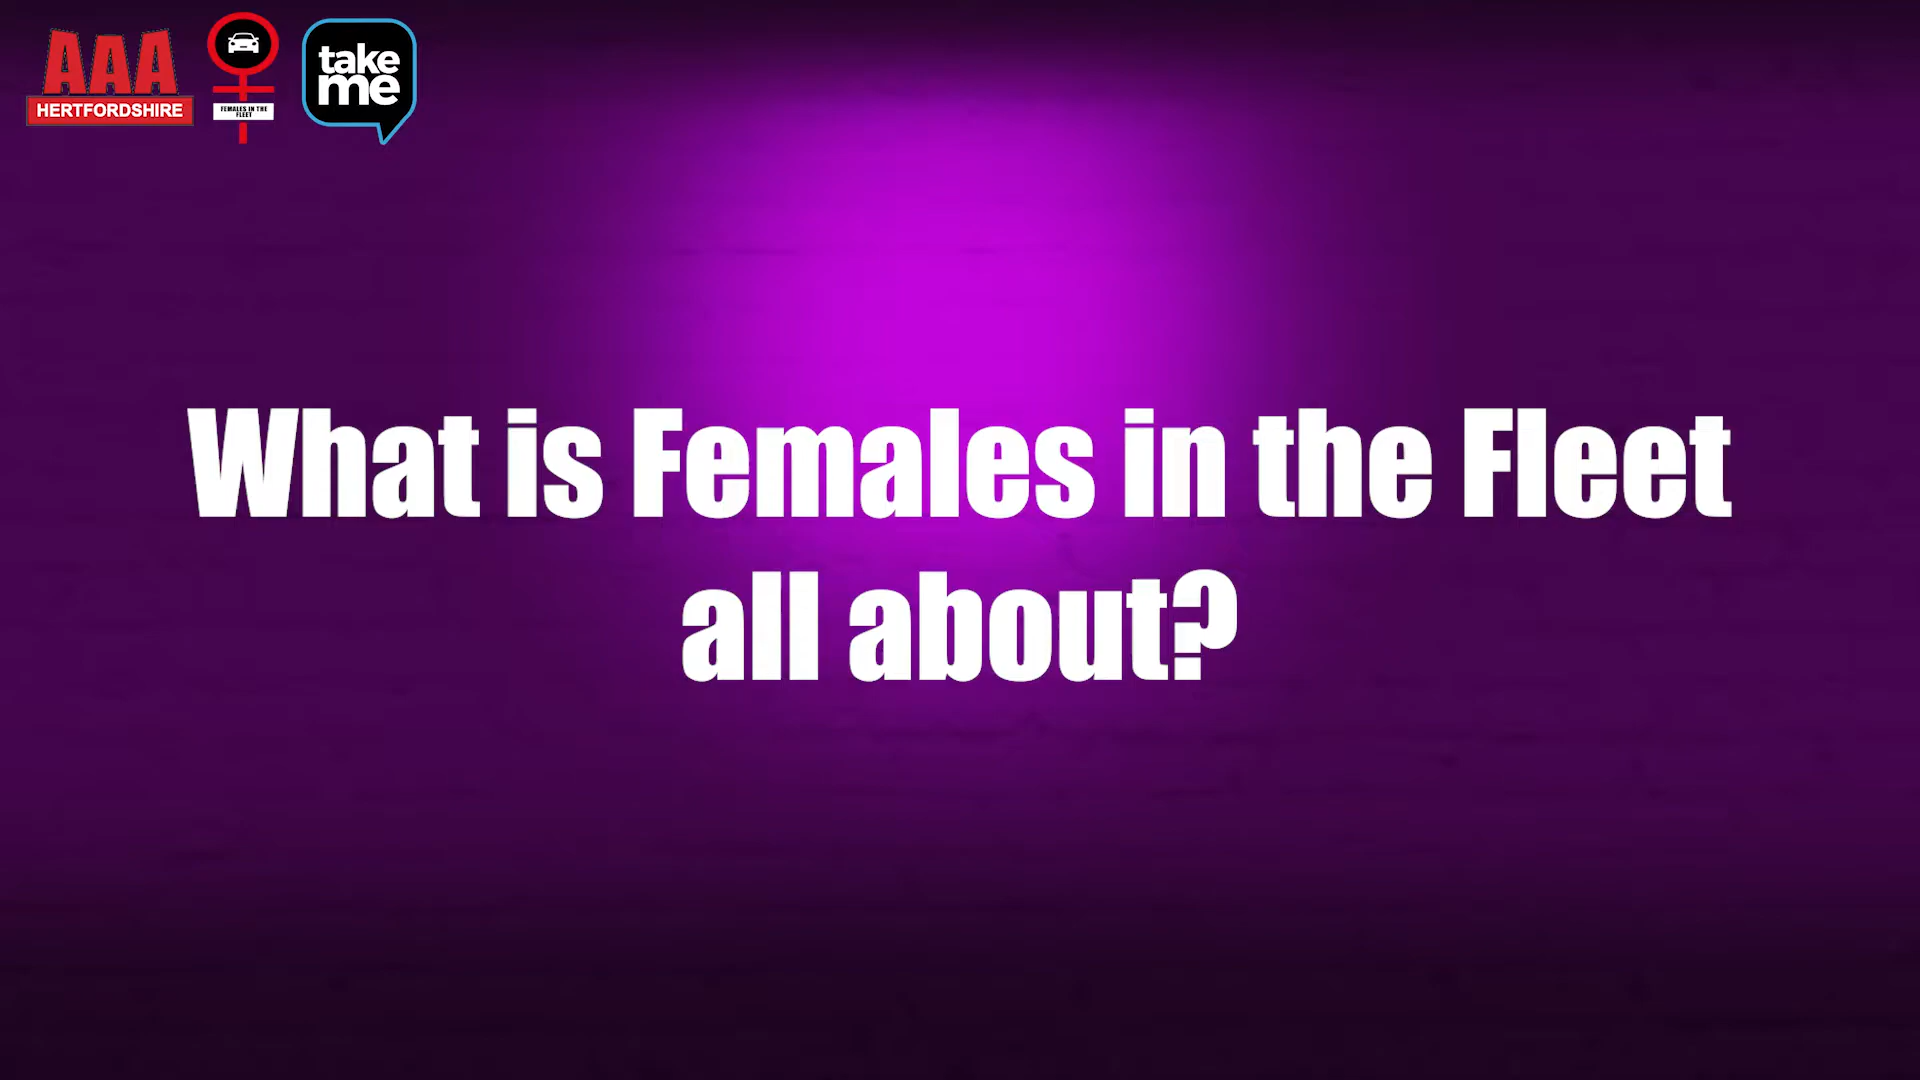 AAA
HERTFORDSHIRE
FEMALES IN THE
FLEET
take
me
What is Females in the Fleet
all about?